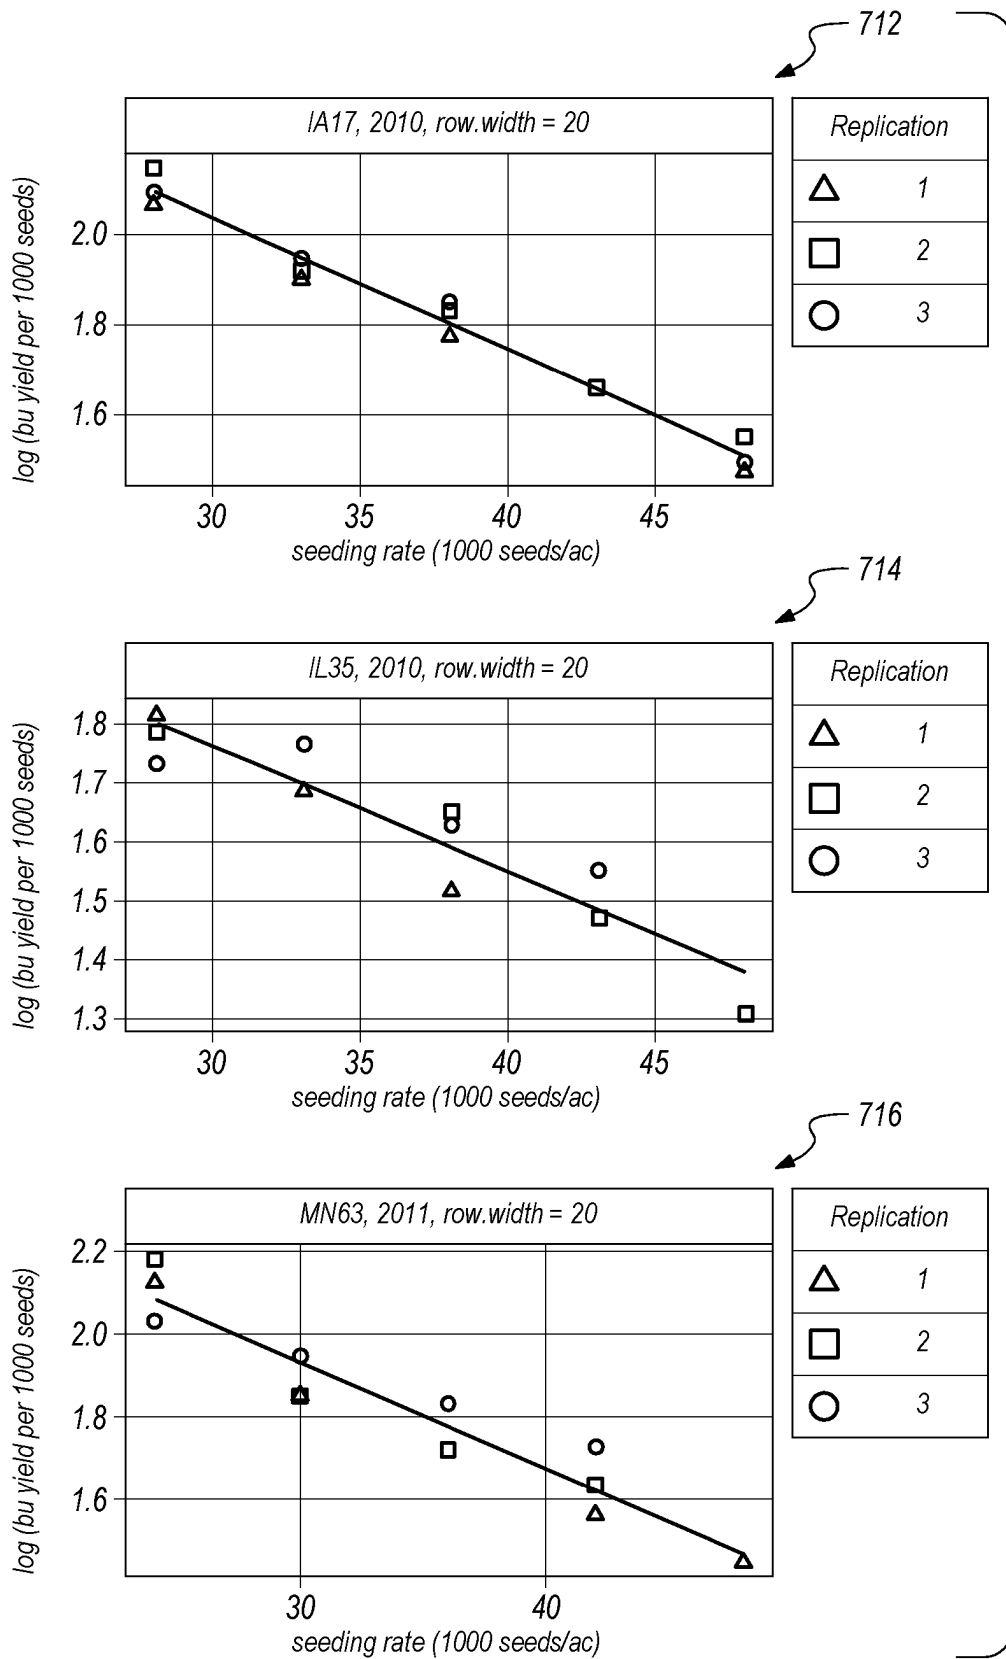 712
IA17, 2010, row.width = 20
log (bu yield per 1000 seeds)
2.0
1.8
1.6
30 35 40 45
seeding rate (1000 seeds/ac)
Replication
1
2
3
714
IL35, 2010, row.width = 20
log (bu yield per 1000 seeds)
1.8
1.7
1.6
1.5
1.4
1.3
30 35 40 45
seeding rate (1000 seeds/ac)
Replication
1
2
3
716
MN63, 2011, row.width = 20
log (bu yield per 1000 seeds)
2.2
2.0
1.8
1.6
30 40
seeding rate (1000 seeds/ac)
Replication
1
2
3